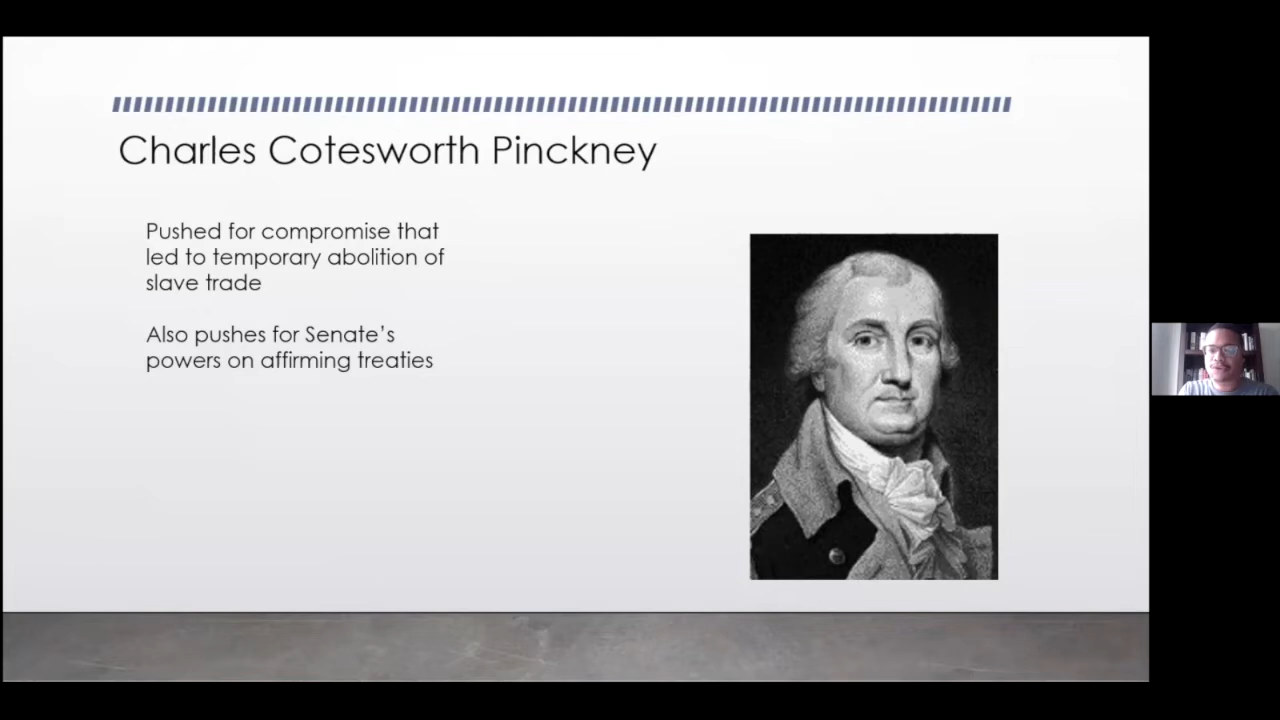 Charles Cotesworth Pinckney
Pushed for compromise that
led to temporary abolition of
slave trade
Also pushes for Senate’s
powers on affirming treaties